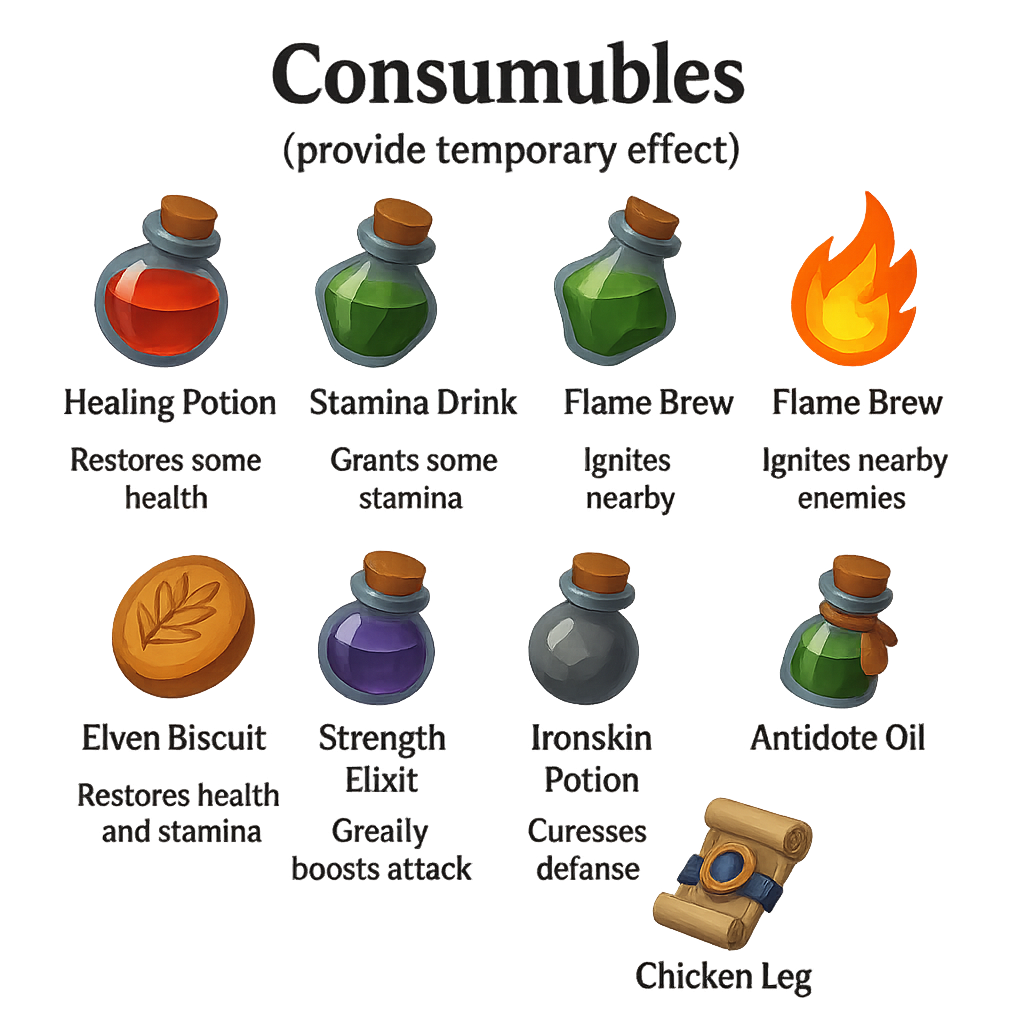 Consumubles
(provide temporary effect)
Healing Potion
Restores some
health
Stamina Drink
Grants some
stamina
Flame Brew
Ignites
nearby
Flame Brew
Ignites nearby
enemies
Elven Biscuit
Restores health
and stamina
Strength
Elixit
Greaily
boosts attack
Ironskin
Potion
Curesses
defanse
Antidote Oil
Chicken Leg